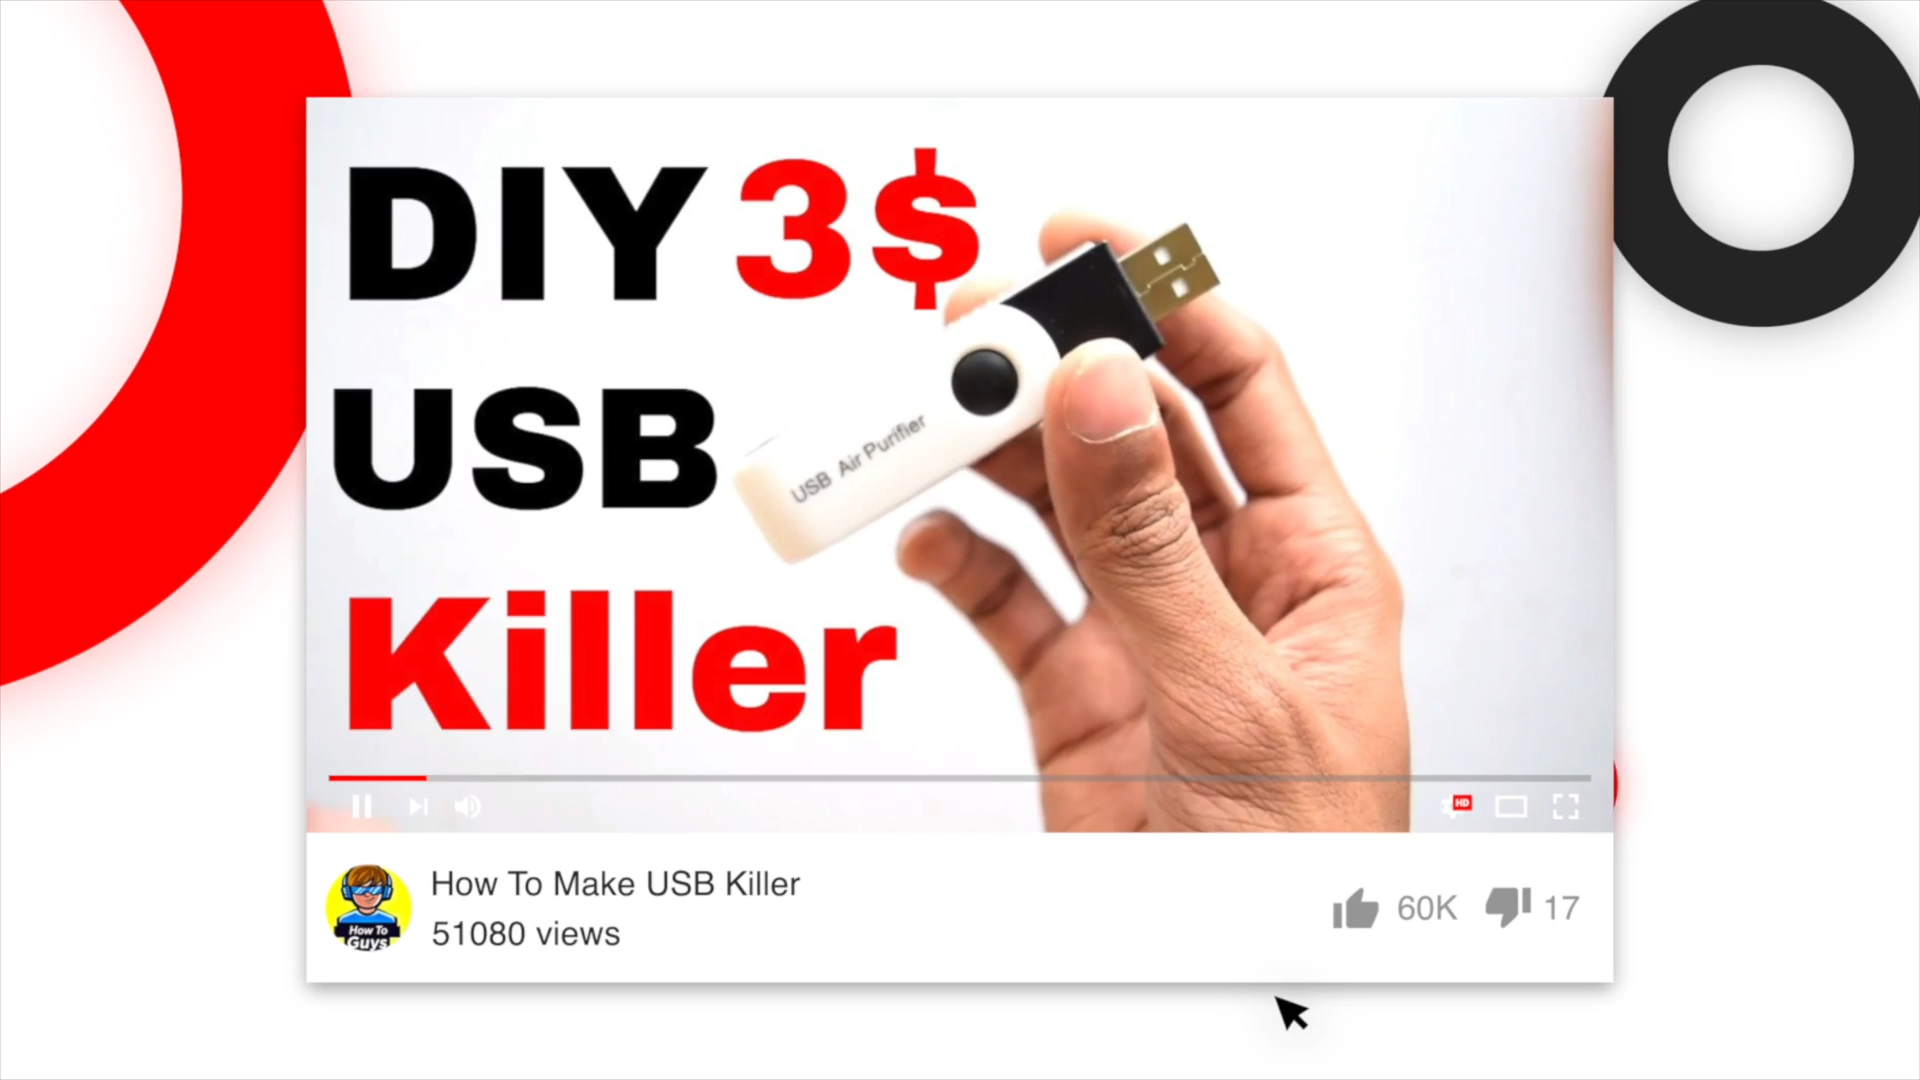 DIY 3$
USB
Killer
USB Air Purifier
HD
How To Make USB Killer
51080 views
60K
17
How To
Guys